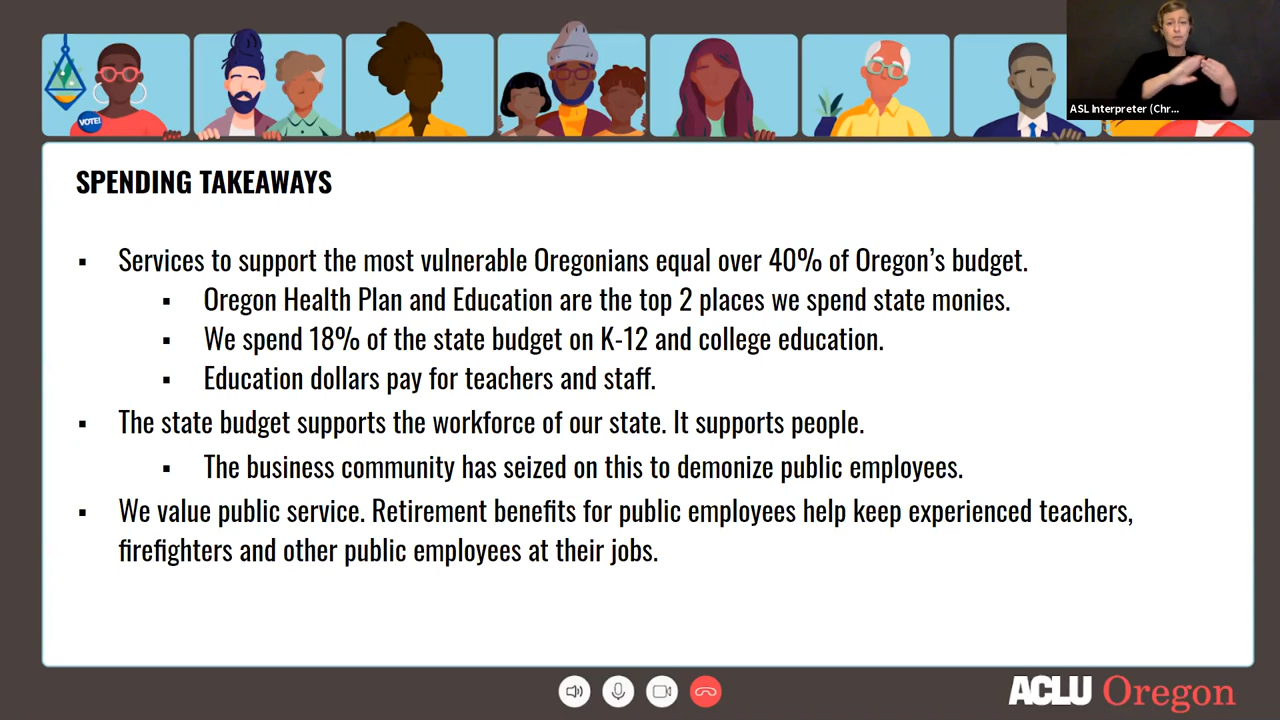 VOTE!
ASL Interpreter (Chr...
SPENDING TAKEAWAYS
▪ Services to support the most vulnerable Oregonians equal over 40% of Oregon’s budget.
▪ Oregon Health Plan and Education are the top 2 places we spend state monies.
▪ We spend 18% of the state budget on K-12 and college education.
▪ Education dollars pay for teachers and staff.
▪ The state budget supports the workforce of our state. It supports people.
▪ The business community has seized on this to demonize public employees.
▪ We value public service. Retirement benefits for public employees help keep experienced teachers,
firefighters and other public employees at their jobs.
ACLU Oregon